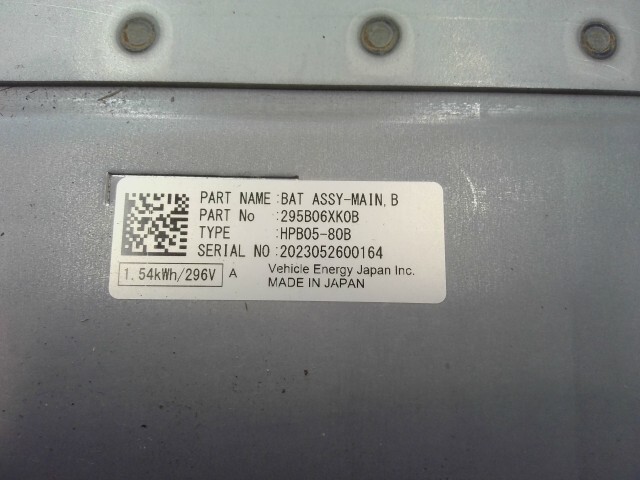 PART NAME :BAT ASSY-MAIN,B
PART No :295B06XK0B
TYPE :HPB05-80B
SERIAL NO :2023052600164
1.54kWh/296V A Vehicle Energy Japan Inc.
MADE IN JAPAN